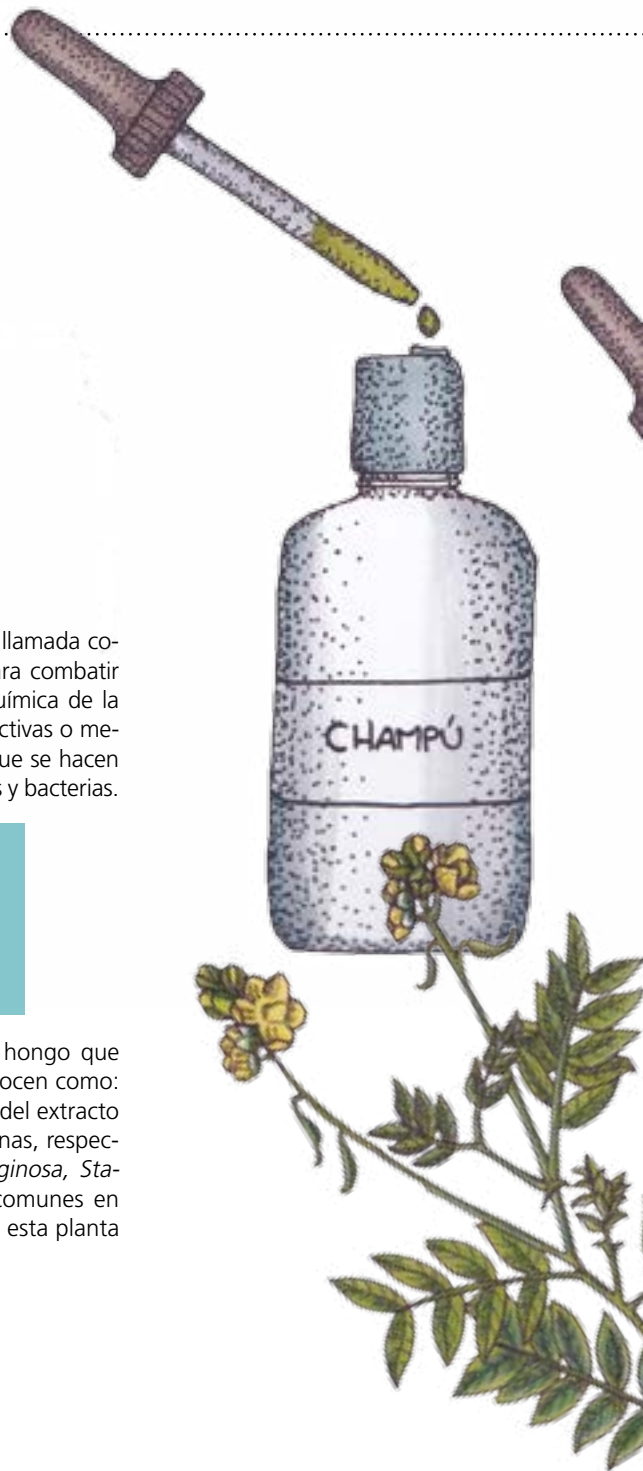 llamada co-
ara combatir
uímica de la
ctivas o me-
ue se hacen
s y bacterias.
hongo que
ocen como:
del extracto
nas, respec-
ginosa, Sta-
comunes en
esta planta
CHAMPÚ